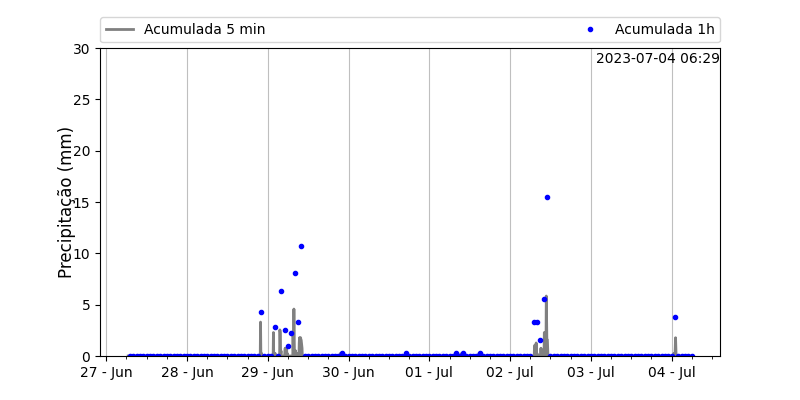 Acumulada 5 min
Acumulada 1h
2023-07-04 06:29
Precipitação (mm)
30
25
20
15
10
5
0
27 - Jun
28 - Jun
29 - Jun
30 - Jun
01 - Jul
02 - Jul
03 - Jul
04 - Jul